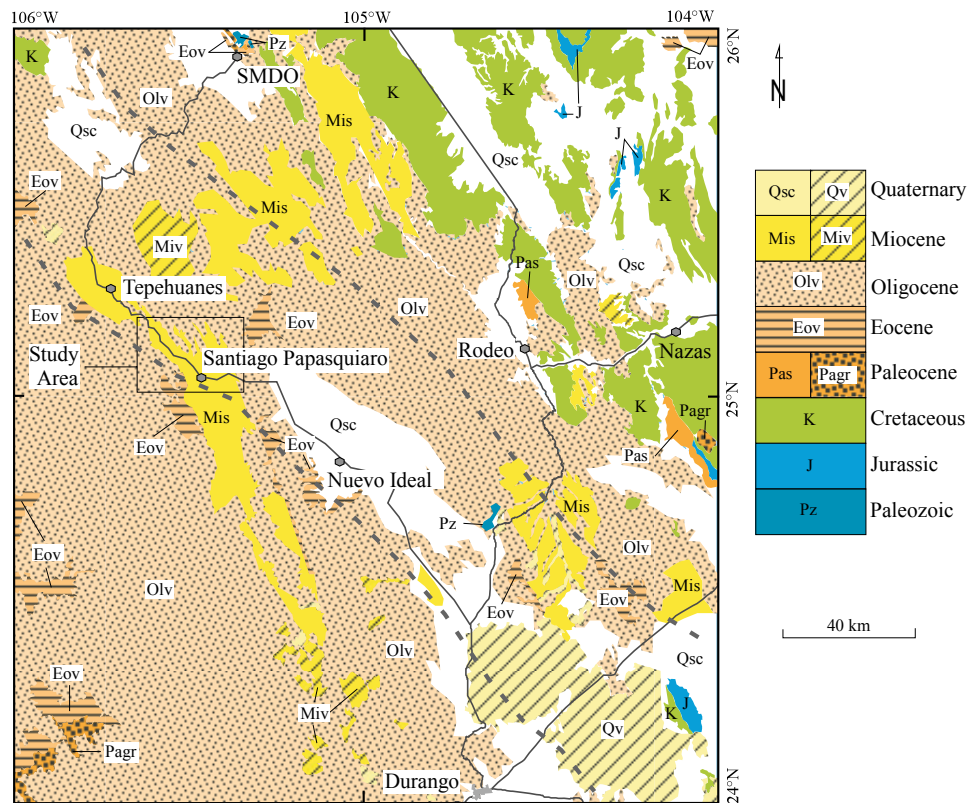 106°W
105°W
104°W
K
Eov
Pz
26°N
Eov
SMDO
Olv
K
K
J
N
Mis
Qsc
J
Qsc
K
Qsc
Qv
Quaternary
Eov
Mis
Mis
Miv
Miocene
Miv
Pas
Olv
Qsc
Olv
Oligocene
Tepehuanes
Olv
Eov
Eov
Eov
Eocene
Study
Area
Santiago Papasquiaro
Rodeo
Nazas
Pas
Pagr
Paleocene
25°N
Mis
Qsc
K
Pagr
K
Cretaceous
Eov
Eov
Pas
J
Jurassic
Nuevo Ideal
Mis
Pz
Pz
Paleozoic
Eov
Olv
Olv
Mis
Eov
Eov
40 km
Olv
Qsc
Eov
J
K
Miv
Qv
Pagr
Durango
24°N